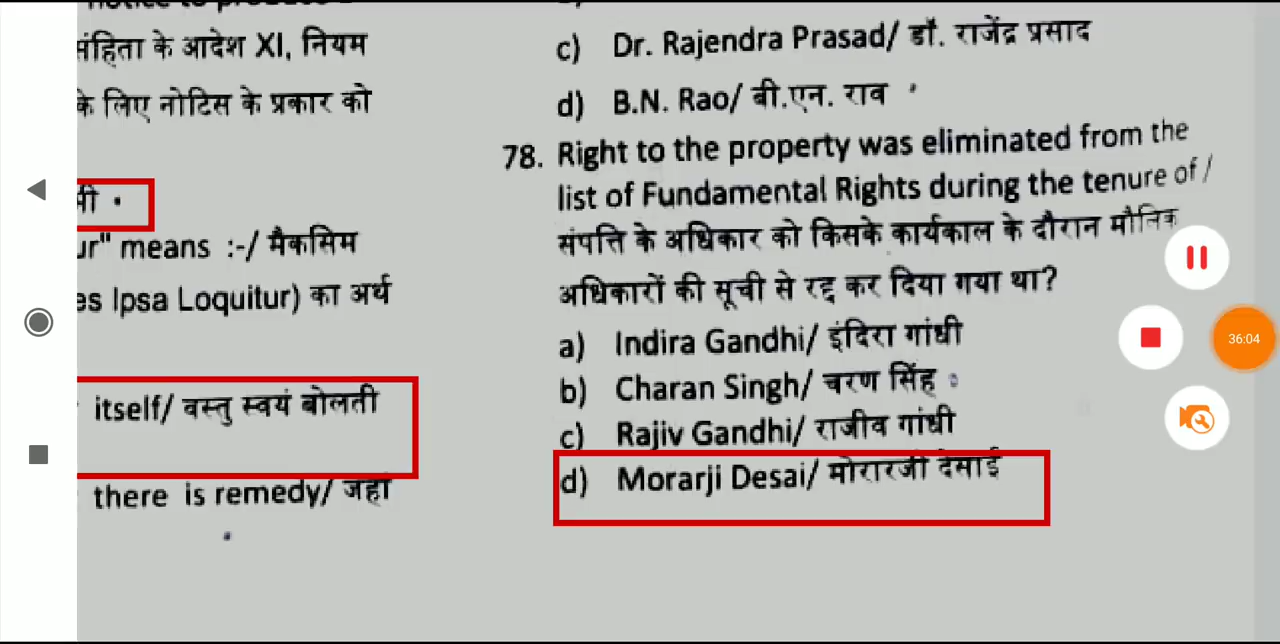 notice to produce
संहिता के आदेश XI, नियम
के लिए नोटिस के प्रकार को
ur" means :-/ मैकसिम
es Ipsa Loquitur) का अर्थ
itself/ वस्तु स्वयं बोलती
there is remedy/ जहाँ
c) Dr. Rajendra Prasad/ डॉ. राजेंद्र प्रसाद
d) B.N. Rao/ बी.एन. राव
78. Right to the property was eliminated from the
list of Fundamental Rights during the tenure of /
संपत्ति के अधिकार को किसके कार्यकाल के दौरान मौलिक
अधिकारों की सूची से रद्द कर दिया गया था?
a) Indira Gandhi/ इंदिरा गांधी
b) Charan Singh/ चरण सिंह
c) Rajiv Gandhi/ राजीव गांधी
d) Morarji Desai/ मोरारजी देसाई
36:04